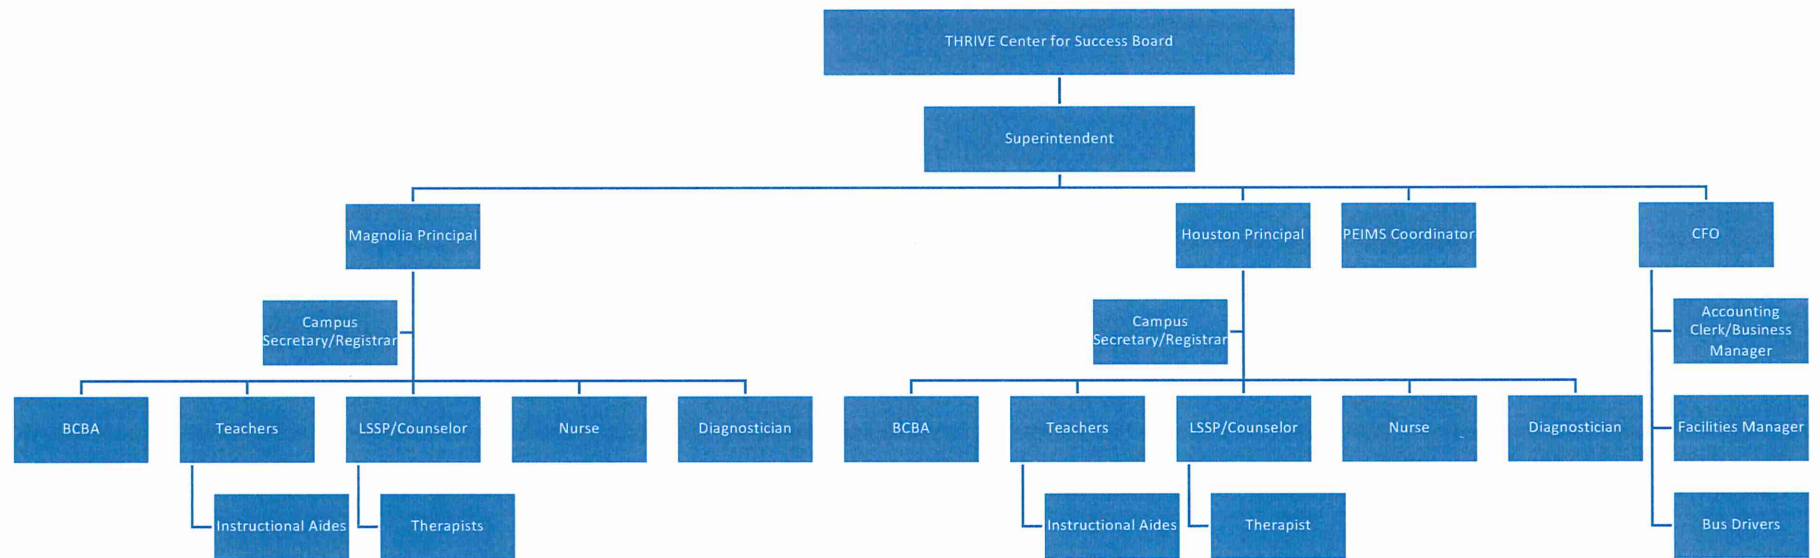 THRIVE Center for Success Board
Superintendent
Magnolia Principal
Houston Principal
PEIMS Coordinator
CFO
Campus
Secretary/Registrar
Campus
Secretary/Registrar
Accounting
Clerk/Business
Manager
BCBA
Teachers
LSSP/Counselor
Nurse
Diagnostician
BCBA
Teachers
LSSP/Counselor
Nurse
Diagnostician
Facilities Manager
Instructional Aides
Therapists
Instructional Aides
Therapist
Bus Drivers